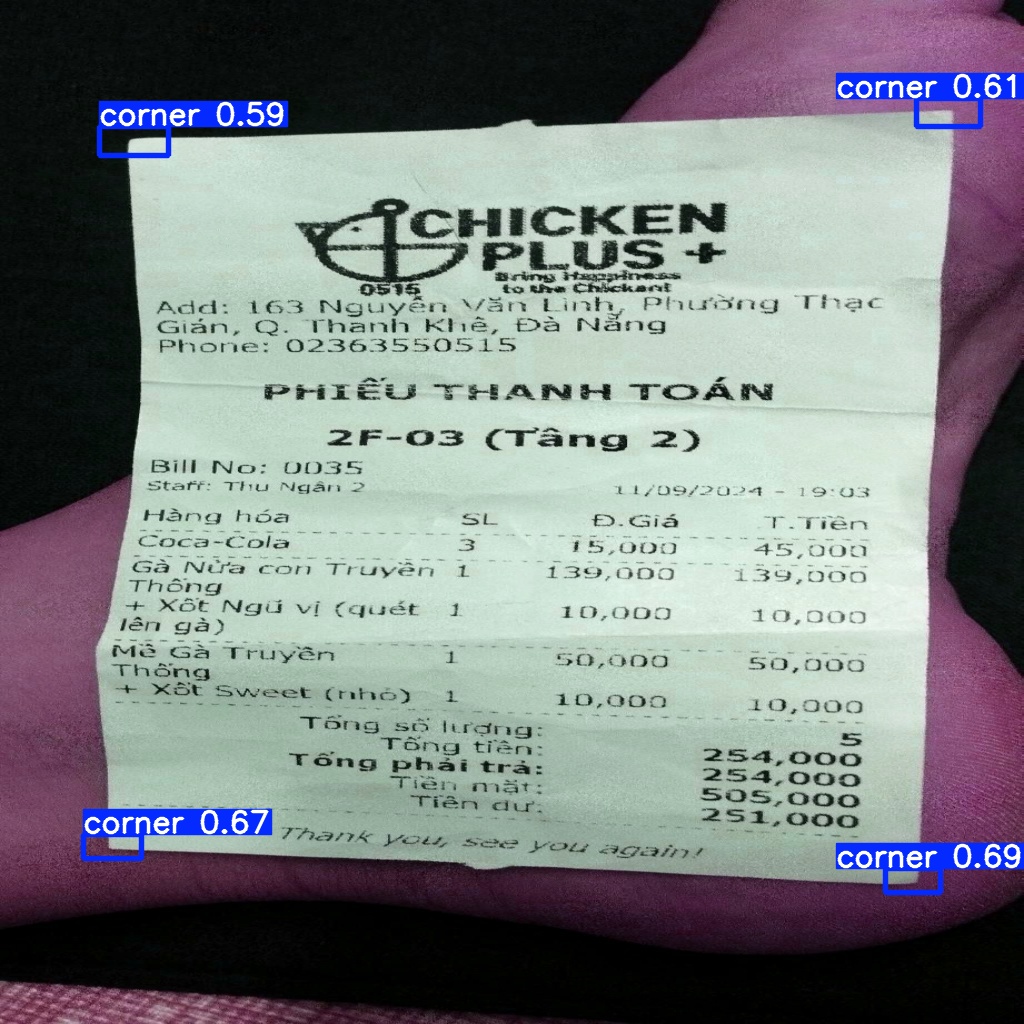 corner 0.59
corner 0.61
CHICKEN
PLUS +
Bring Happiness
to the Chickant
0515
Add: 163 Nguyễn Văn Linh, Phường Thạc
Gián, Q. Thanh Khê, Đà Nẵng
Phone: 02363550515
PHIẾU THANH TOÁN
2F-03 (Tầng 2)
Bill No: 0035
Staff: Thu Ngân 2 11/09/2024 - 19:03
Hàng hóa SL Đ.Giá T.Tiền
Coca-Cola 3 15,000 45,000
Gà Nửa con Truyền 1 139,000 139,000
Thống
+ Xốt Ngũ vị (quét 1 10,000 10,000
lên gà)
Mề Gà Truyền 1 50,000 50,000
Thống
+ Xốt Sweet (nhỏ) 1 10,000 10,000
Tổng số lượng: 5
Tổng tiền: 254,000
Tổng phải trả: 254,000
Tiền mặt: 505,000
Tiền dư: 251,000
Thank you, see you again!
corner 0.67
corner 0.69